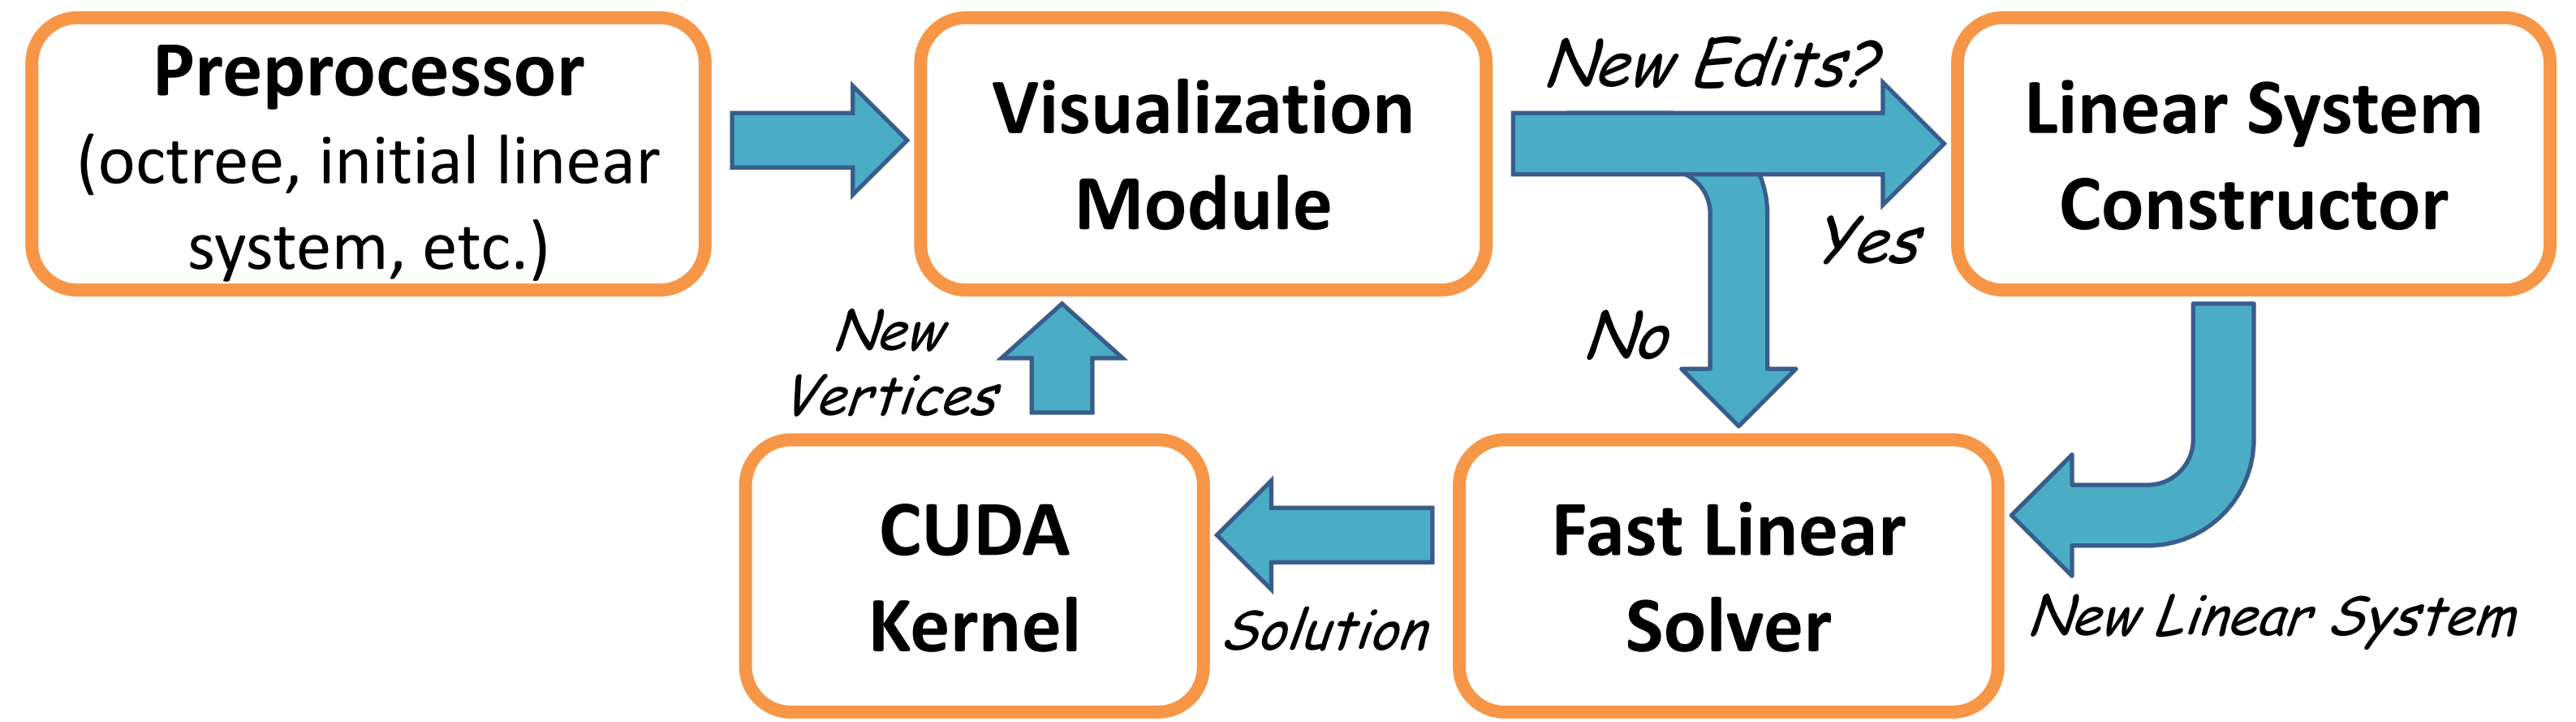 Preprocessor
(octree, initial linear
system, etc.)
Visualization
Module
New Edits?
Yes
No
Linear System
Constructor
New Linear System
Fast Linear
Solver
Solution
CUDA
Kernel
New
Vertices